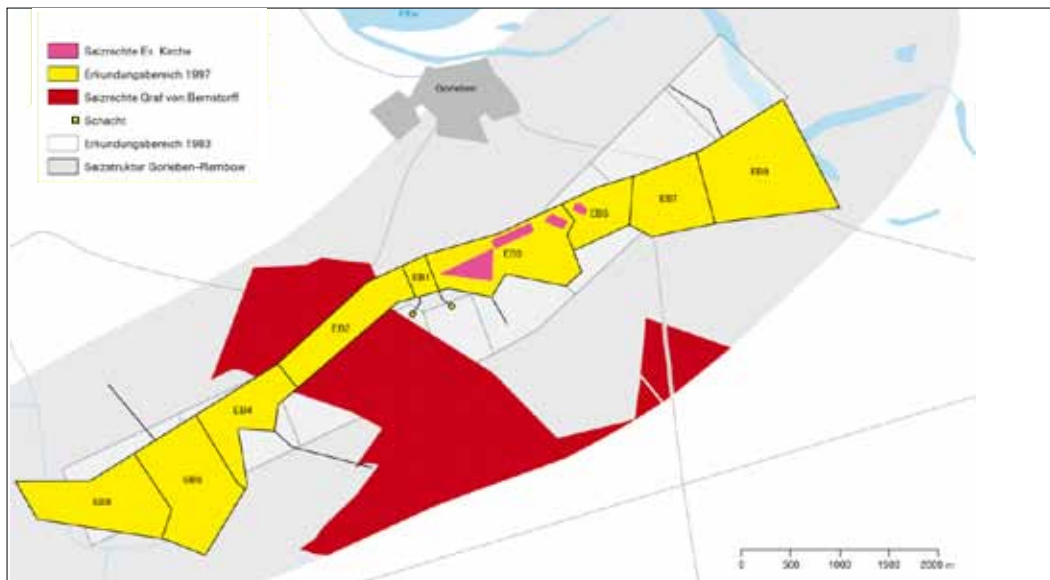 Salzrechte Ev. Kirche
Erkundungsbereich 1997
Salzrechte Graf von Bernstorff
Schacht
Erkundungsbereich 1983
Salzstruktur Gorleben-Rambow
Gorleben
EB7
EB3
EB1
EB2
EB4
0 500 1000 1500 2000 m